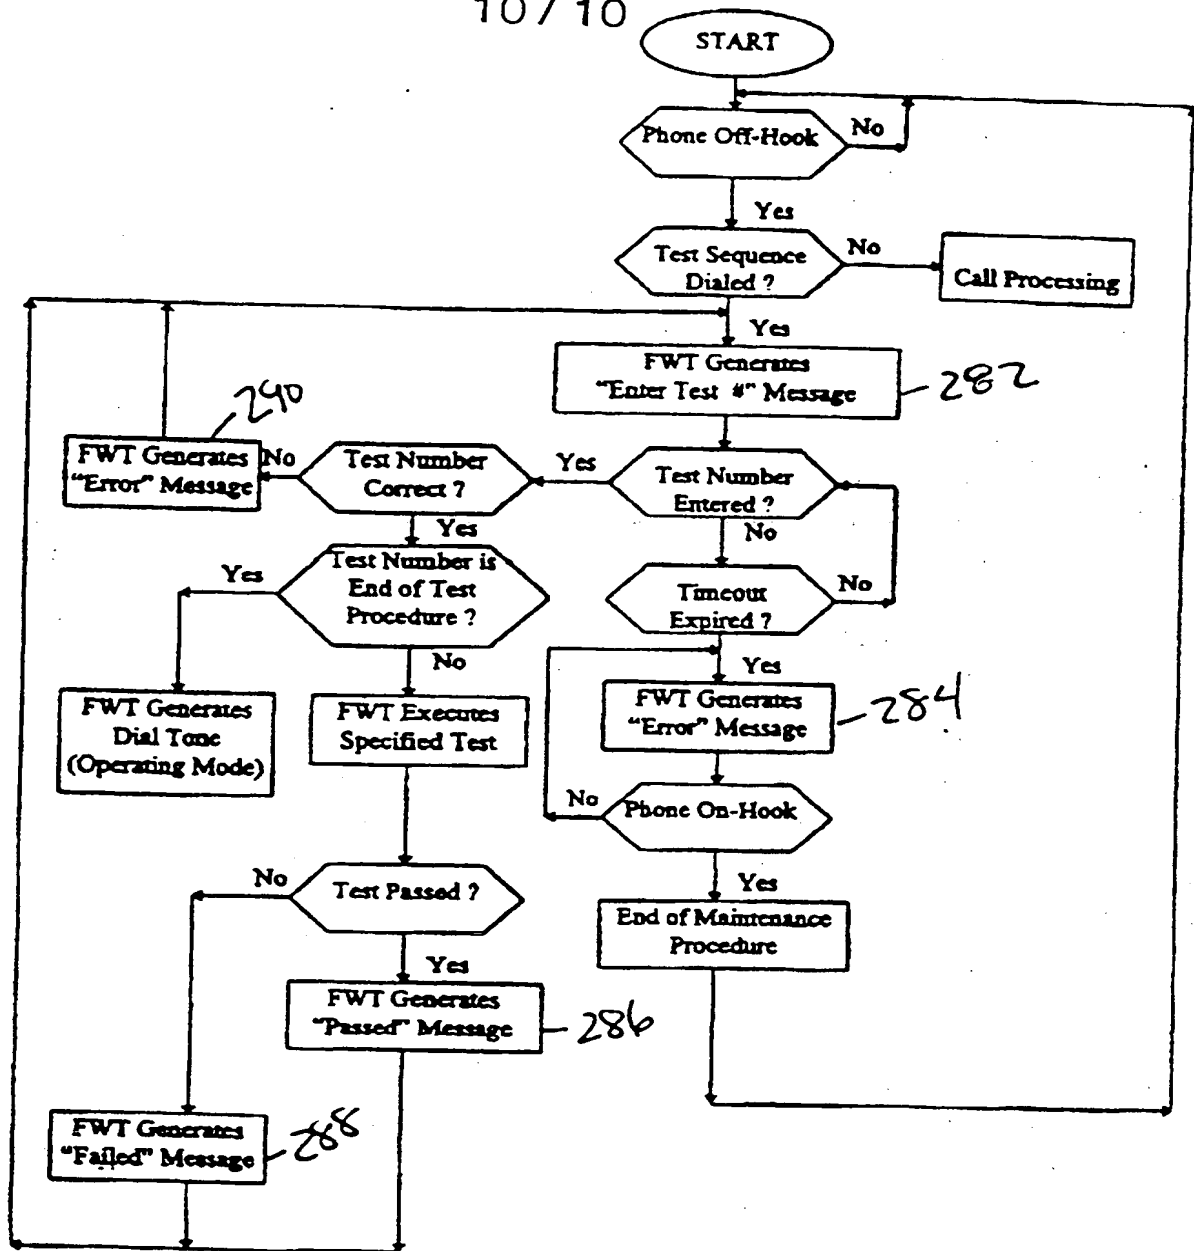 10/10
START
Phone Off-Hook
No
Yes
Test Sequence
Dialed ?
No
Call Processing
Yes
FWT Generates
"Enter Test #" Message
282
290
FWT Generates
"Error" Message
No
Test Number
Correct ?
Yes
Test Number
Entered ?
Yes
No
Test Number is
End of Test
Procedure ?
Yes
Timeout
Expired ?
No
No
Yes
FWT Generates
Dial Tone
(Operating Mode)
FWT Executes
Specified Test
FWT Generates
"Error" Message
284
No
Phone On-Hook
Yes
No
Test Passed ?
End of Maintenance
Procedure
Yes
FWT Generates
"Passed" Message
286
FWT Generates
"Failed" Message
288